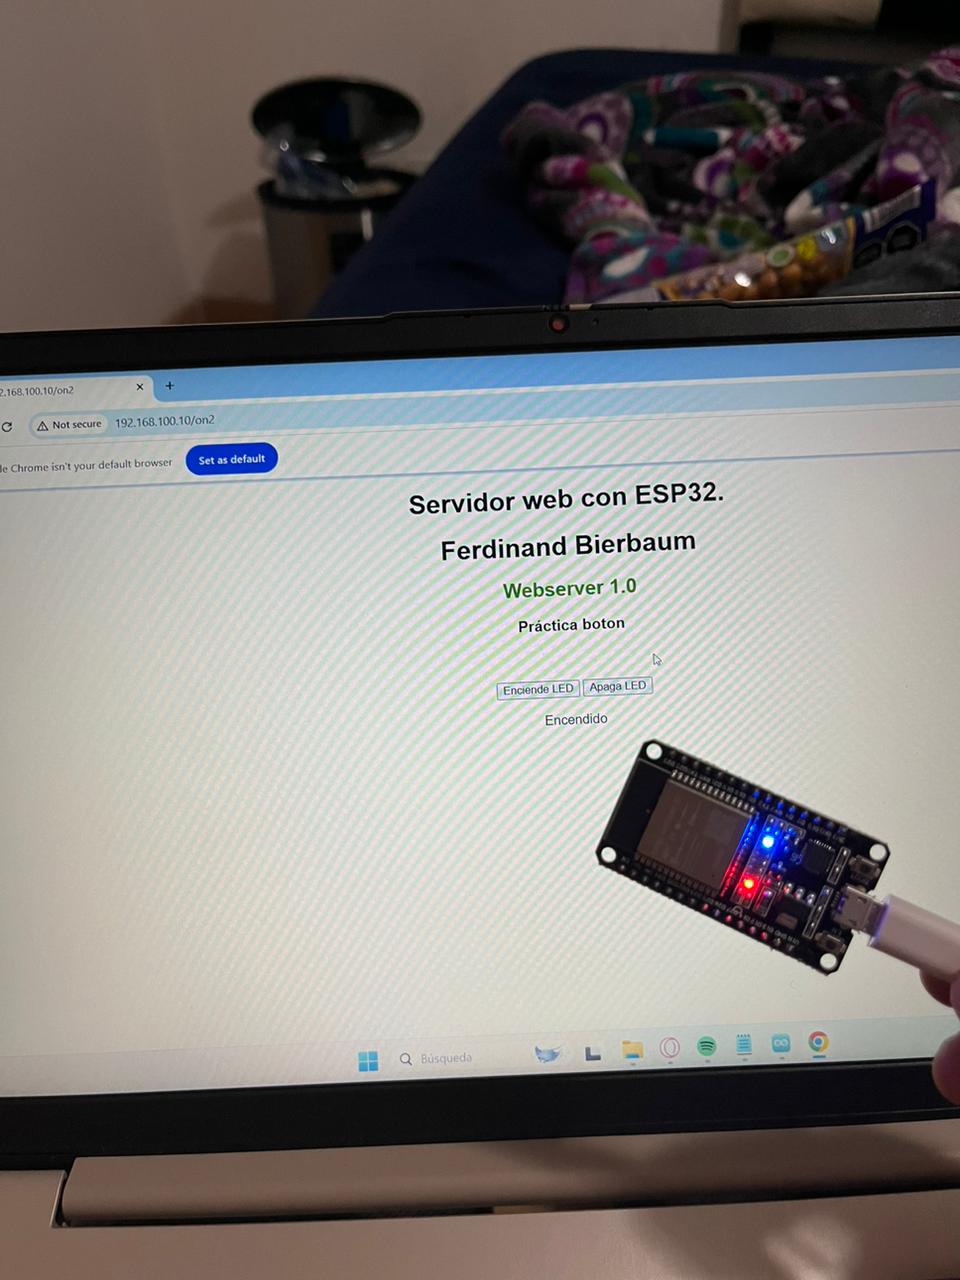 2.168.100.10/on2
Not secure 192.168.100.10/on2
le Chrome isn't your default browser Set as default
Servidor web con ESP32.
Ferdinand Bierbaum
Webserver 1.0
Práctica boton
Enciende LED Apaga LED
Encendido
Búsqueda